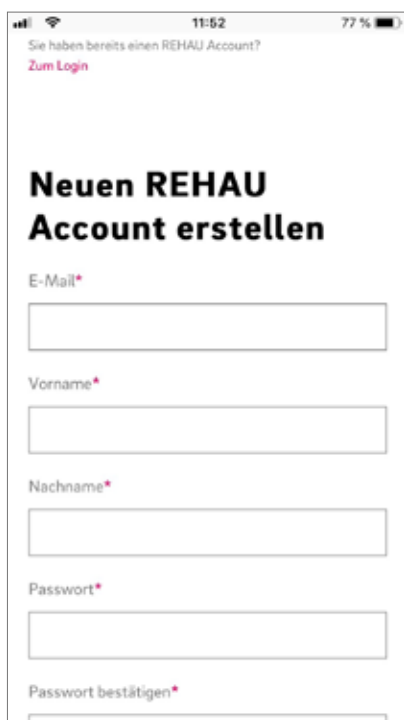 11:52
77 %
Sie haben bereits einen REHAU Account?
Zum Login
Neuen REHAU
Account erstellen
E-Mail*
Vorname*
Nachname*
Passwort*
Passwort bestätigen*